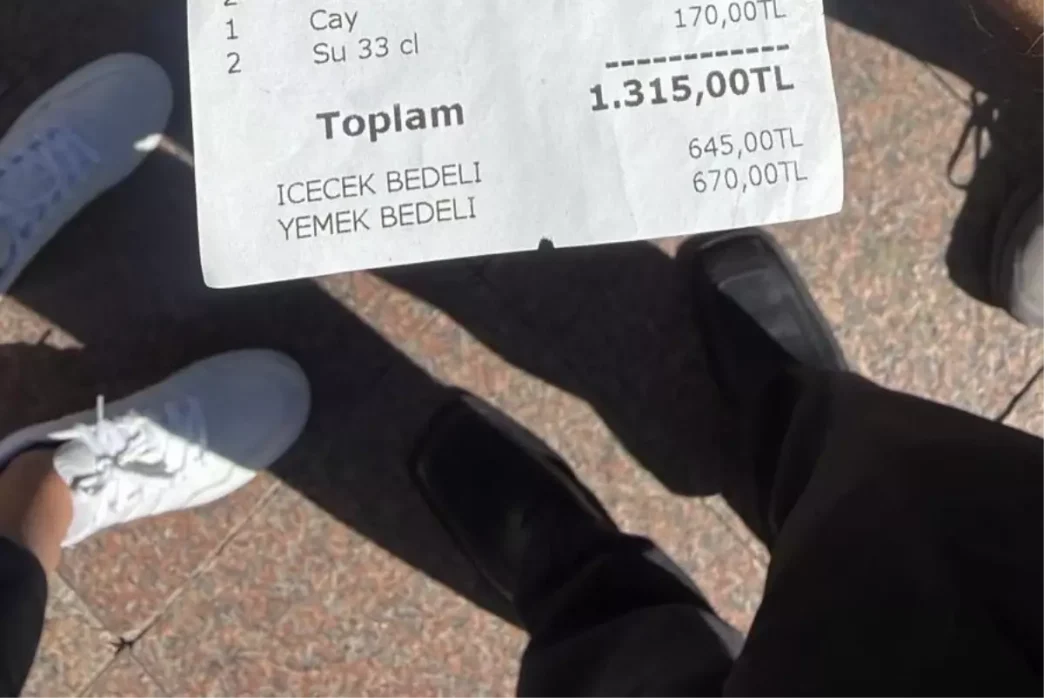 1 Cay
2 Su 33 cl 170,00TL
------------
Toplam 1.315,00TL
ICECEK BEDELI 645,00TL
YEMEK BEDELI 670,00TL